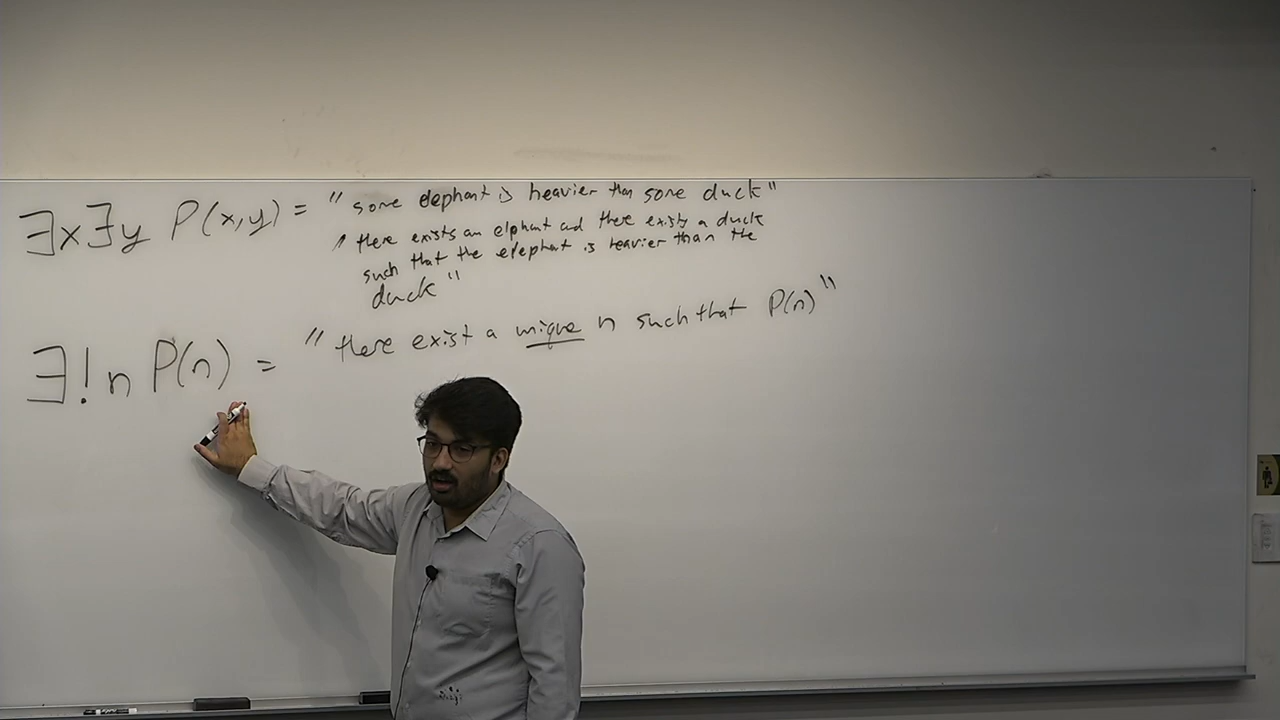 ∃x∃y P(x,y) = "some elephant is heavier than some duck"
"there exists an elphant and there exists a duck
such that the elephant is heavier than the
duck"
∃!n P(n) = "there exist a unique n such that P(n)"